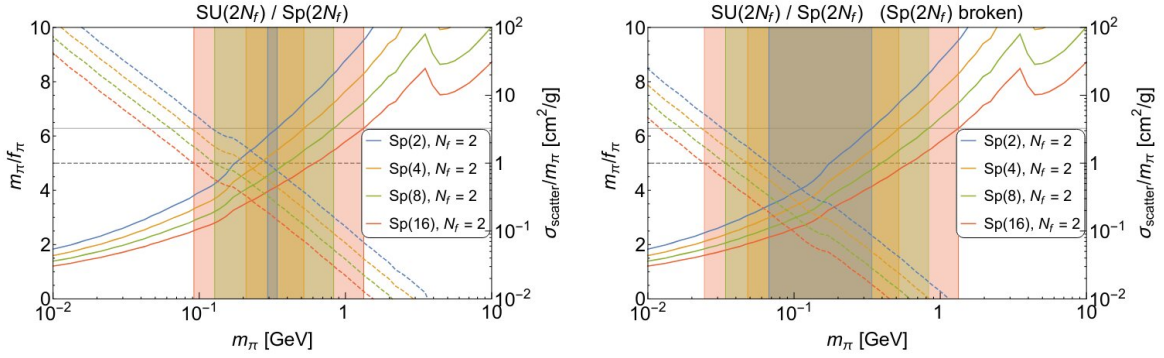 SU(2N_f) / Sp(2N_f)
10
8
6
4
2
0
m_π/f_π
10^2
10
1
10^-1
10^-2
σ_scatter/m_π [cm^2/g]
Sp(2), N_f = 2
Sp(4), N_f = 2
Sp(8), N_f = 2
Sp(16), N_f = 2
10^-2
10^-1
1
10
m_π [GeV]
SU(2N_f) / Sp(2N_f) (Sp(2N_f) broken)
10
8
6
4
2
0
m_π/f_π
10^2
10
1
10^-1
10^-2
σ_scatter/m_π [cm^2/g]
Sp(2), N_f = 2
Sp(4), N_f = 2
Sp(8), N_f = 2
Sp(16), N_f = 2
10^-2
10^-1
1
10
m_π [GeV]